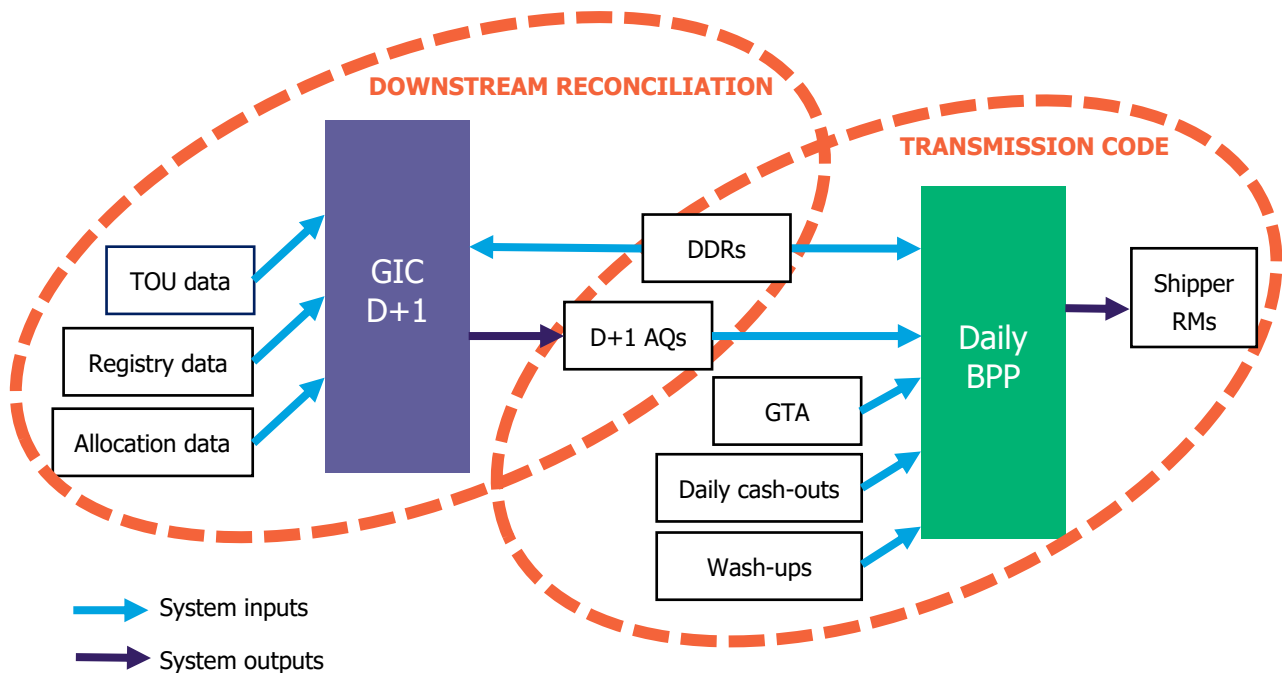 DOWNSTREAM RECONCILIATION
TRANSMISSION CODE
TOU data
Registry data
Allocation data
GIC
D+1
DDRs
D+1 AQs
GTA
Daily cash-outs
Wash-ups
Daily
BPP
Shipper
RMs
System inputs
System outputs